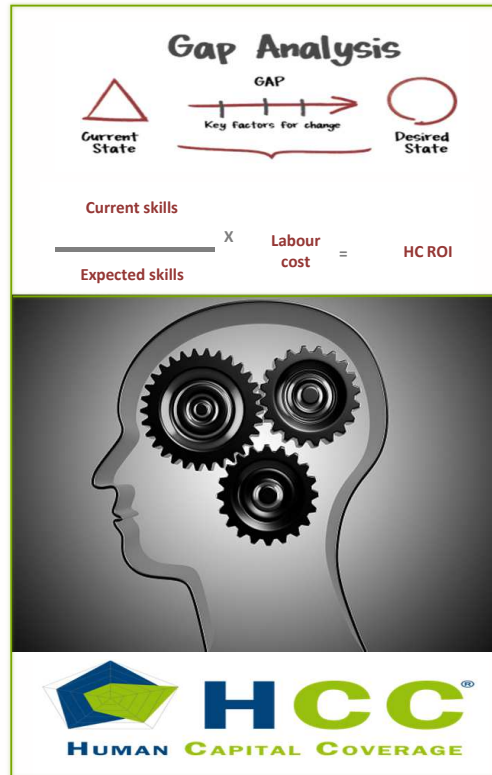 Gap Analysis
GAP
Key factors for change
Current
State
Desired
State
Current skills
X
Expected skills
Labour
cost
=
HC ROI
HCC®
HUMAN CAPITAL COVERAGE